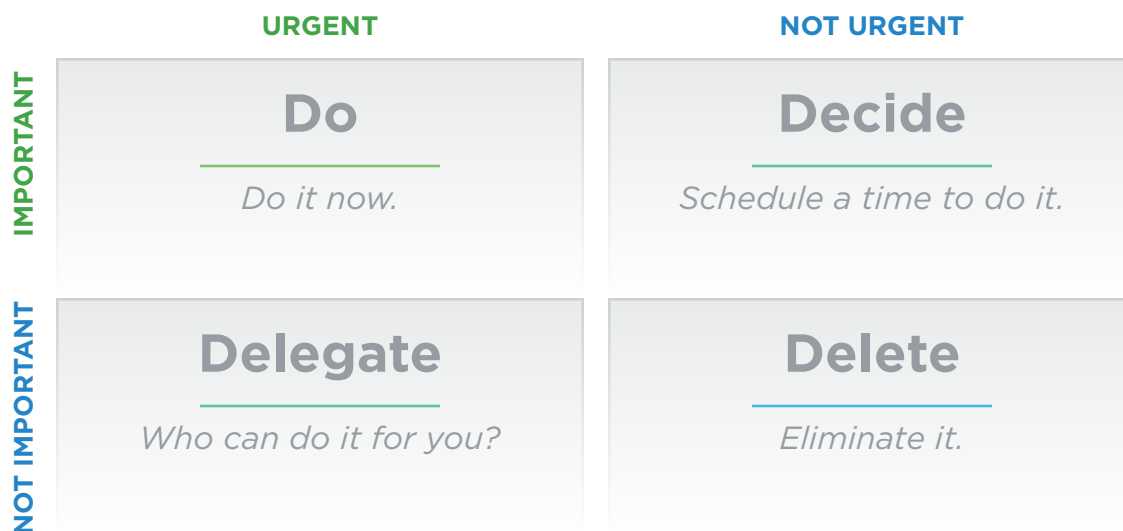 URGENT
NOT URGENT
IMPORTANT
Do
Do it now.
Decide
Schedule a time to do it.
NOT IMPORTANT
Delegate
Who can do it for you?
Delete
Eliminate it.